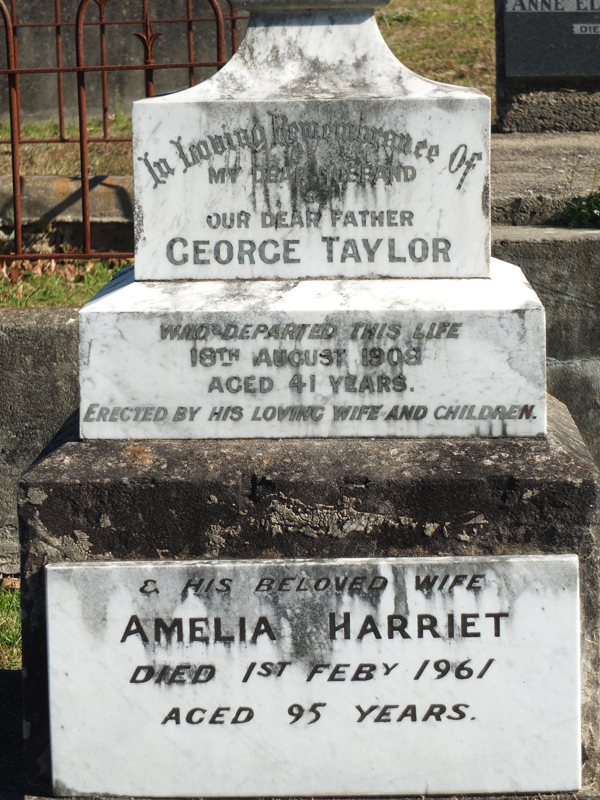 ANNE EL
DIE
In Loving Remembrance Of
MY DEAR HUSBAND
&
OUR DEAR FATHER
GEORGE TAYLOR
WHO DEPARTED THIS LIFE
18TH AUGUST 1909
AGED 41 YEARS.
ERECTED BY HIS LOVING WIFE AND CHILDREN.
& HIS BELOVED WIFE
AMELIA HARRIET
DIED 1ST FEBY 1961
AGED 95 YEARS.